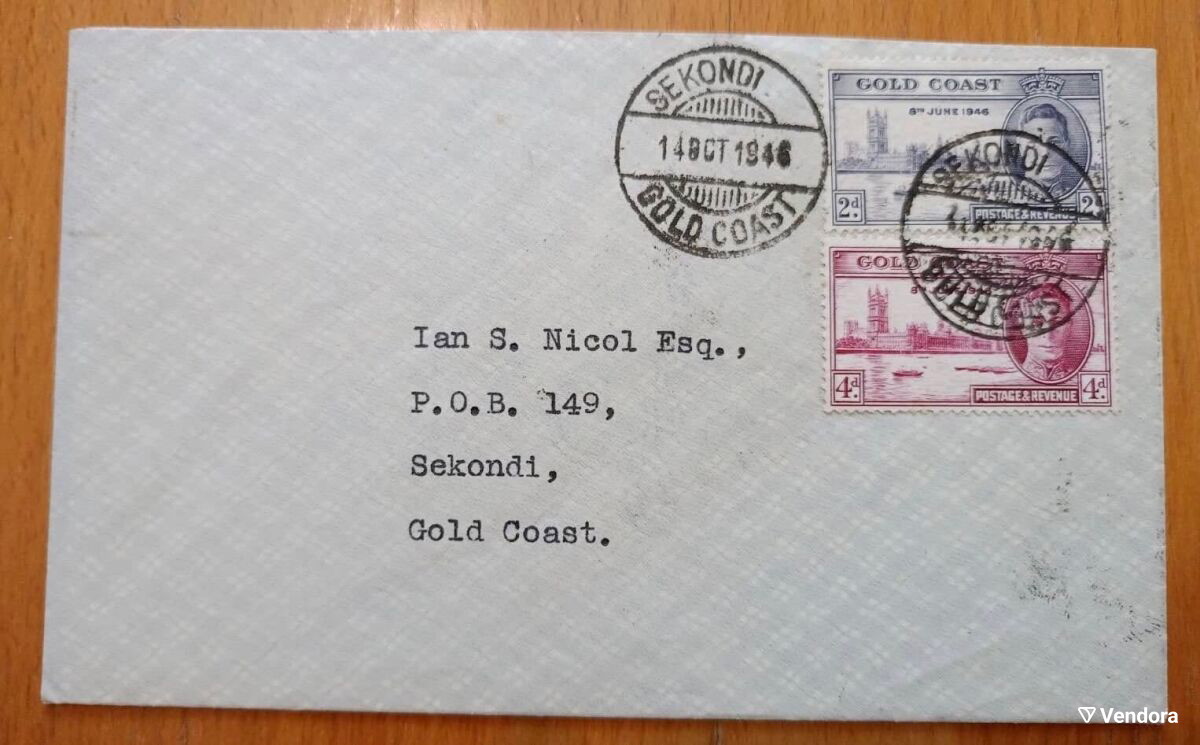 SEKONDI
14 OCT 1946
GOLD COAST
GOLD COAST
8TH JUNE 1946
2d.
POSTAGE & REVENUE
2d.
SEKONDI
GOLD
4d.
POSTAGE & REVENUE
4d.
Ian S. Nicol Esq.,
P.O.B. 149,
Sekondi,
Gold Coast.
Vendora